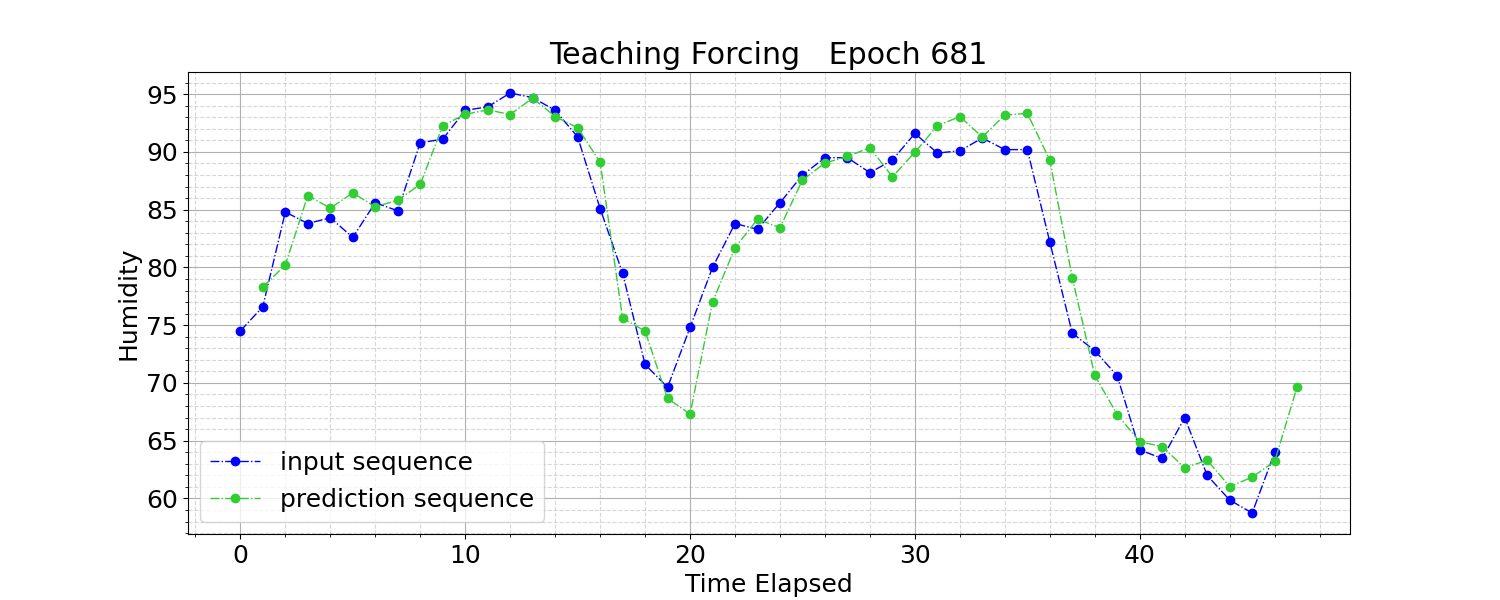 Teaching Forcing   Epoch 681
95
90
85
80
75
70
65
60
Humidity
input sequence
prediction sequence
0 10 20 30 40
Time Elapsed